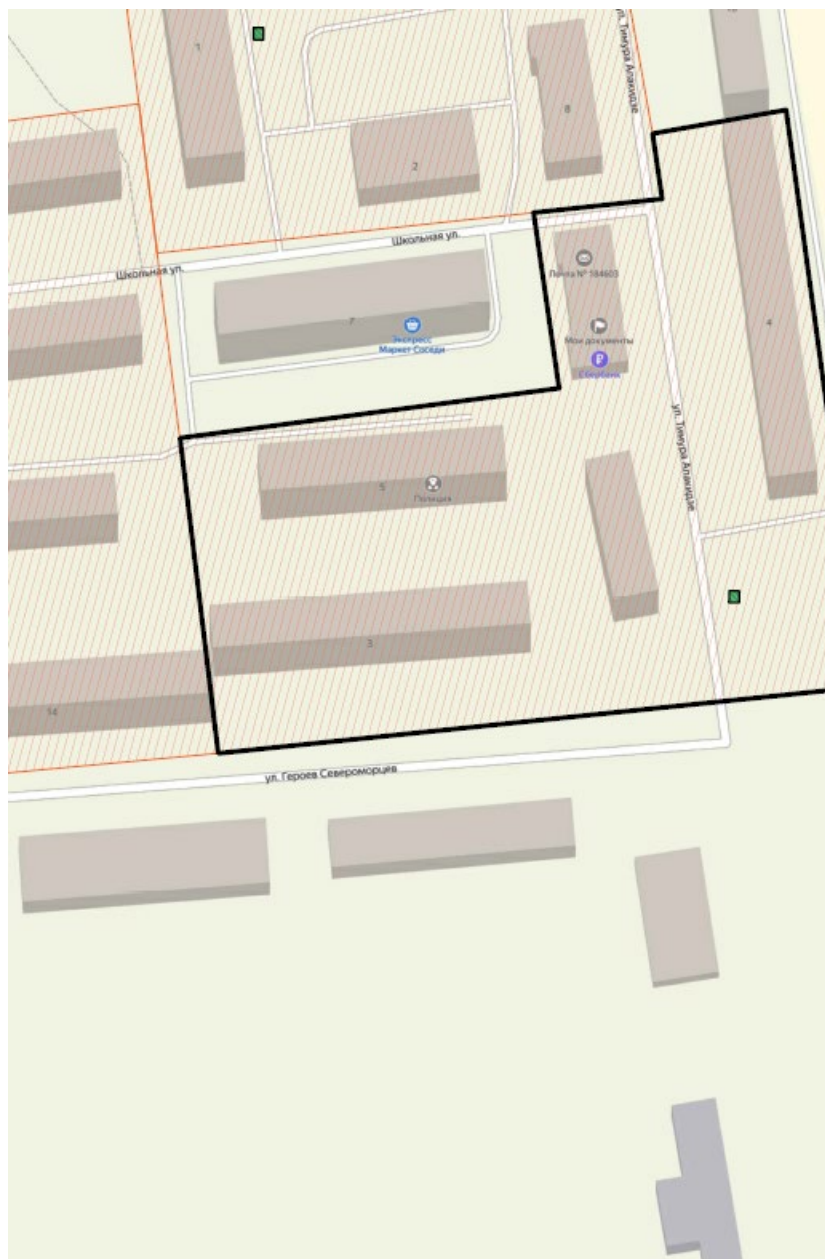 1
ул. Тимура Апакидзе
8
2
Школьная ул.
Школьная ул.
Почта № 184603
7
Экспресс
Маркет Соседи
Мои документы
4
Сбербанк
ул. Тимура Апакидзе
5
Полиция
3
14
ул. Героев Североморцев